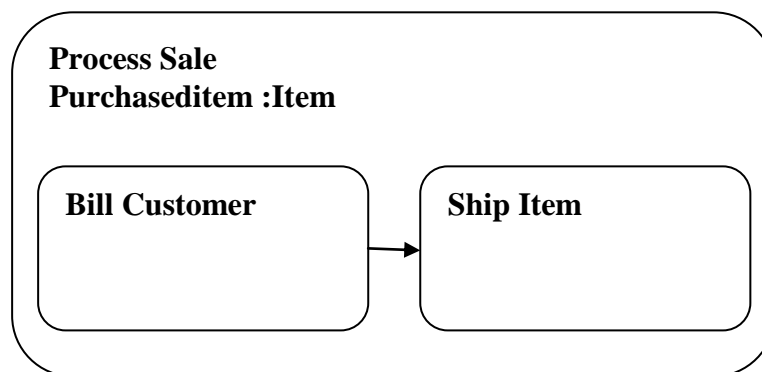 Process Sale
Purchaseditem :Item
Bill Customer
Ship Item